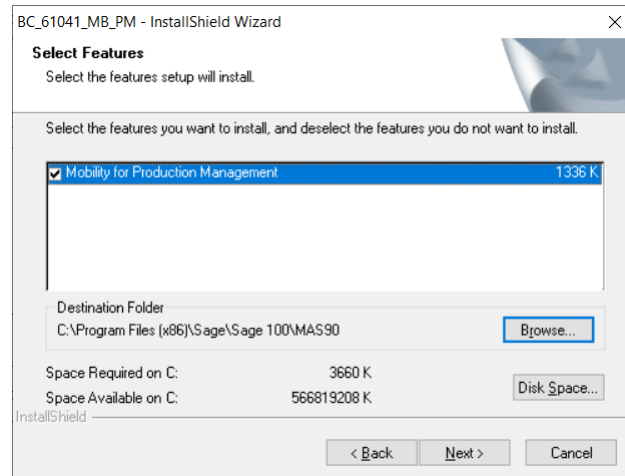 BC_61041_MB_PM - InstallShield Wizard
Select Features
Select the features setup will install.
Select the features you want to install, and deselect the features you do not want to install.
Mobility for Production Management 1336 K
Destination Folder
C:\Program Files (x86)\Sage\Sage 100\MAS90
Browse...
Space Required on C: 3660 K
Space Available on C: 566819208 K
Disk Space...
InstallShield
< Back Next > Cancel